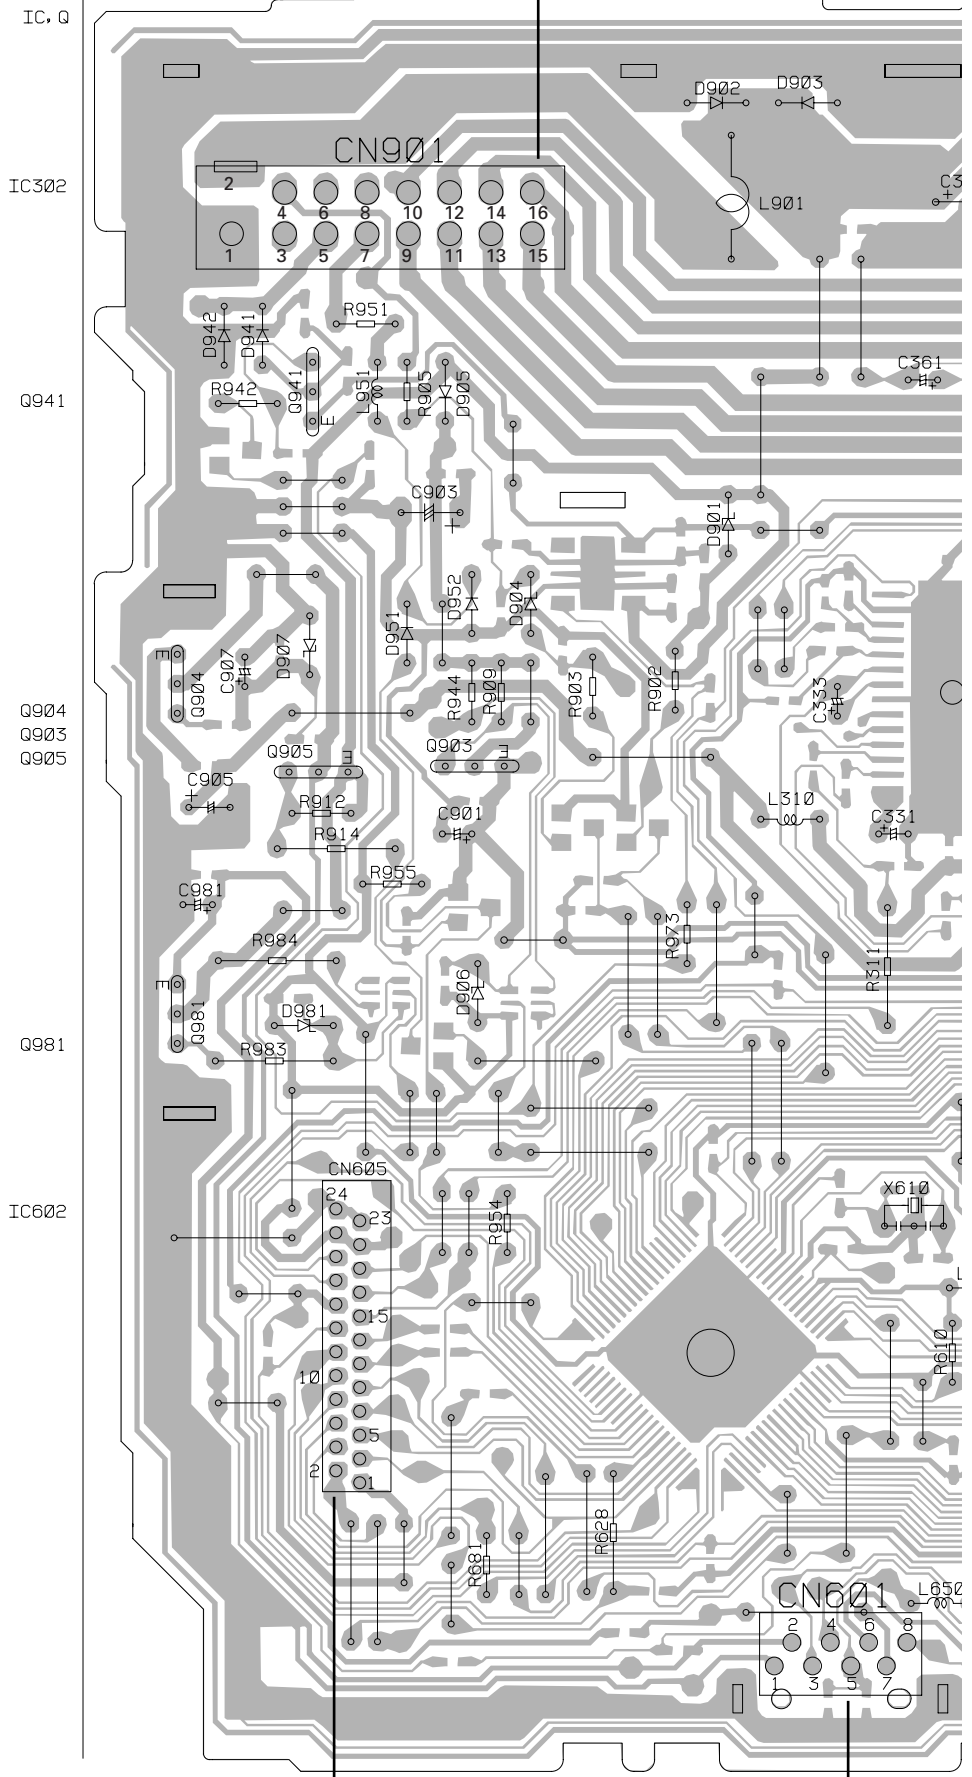 IC, Q
D902 D903
CN901
IC302
2
4 6 8 10 12 14 16
1 3 5 7 9 11 13 15
L901
C3
R951
D942
D941
Q941
L951
R905
D905
C361
Q941
R942
E
C903
D901
D952
D904
D951
E
Q904
C907
D907
R944
R909
R903
R902
C333
Q904
Q903
Q905
Q905 E
Q903 E
C905
R912
C901
L310
C331
R914
R955
C981
R984
R973
R311
E
Q981
D981
D906
Q981
R983
CN605
24
23
IC602
R954
X610
L
15
R610
10
5
2
1
R628
R681
CN601
L650
2 4 6 8
1 3 5 7